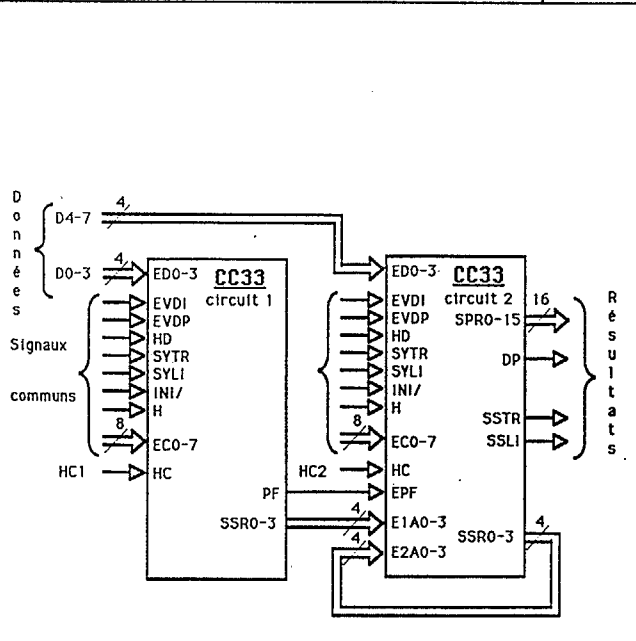 Données
D4-7
4
D0-3
4
Signaux
communs
8
HC1
ED0-3
CC33
circuit 1
EVDI
EVDP
HD
SYTR
SYLI
INI/
H
EC0-7
HC
PF
SSR0-3
8
HC2
4
4
ED0-3
CC33
circuit 2
EVDI
EVDP
HD
SYTR
SYLI
INI/
H
EC0-7
HC
EPF
E1A0-3
E2A0-3
16
SPR0-15
DP
SSTR
SSLI
SSR0-3
4
Résultats